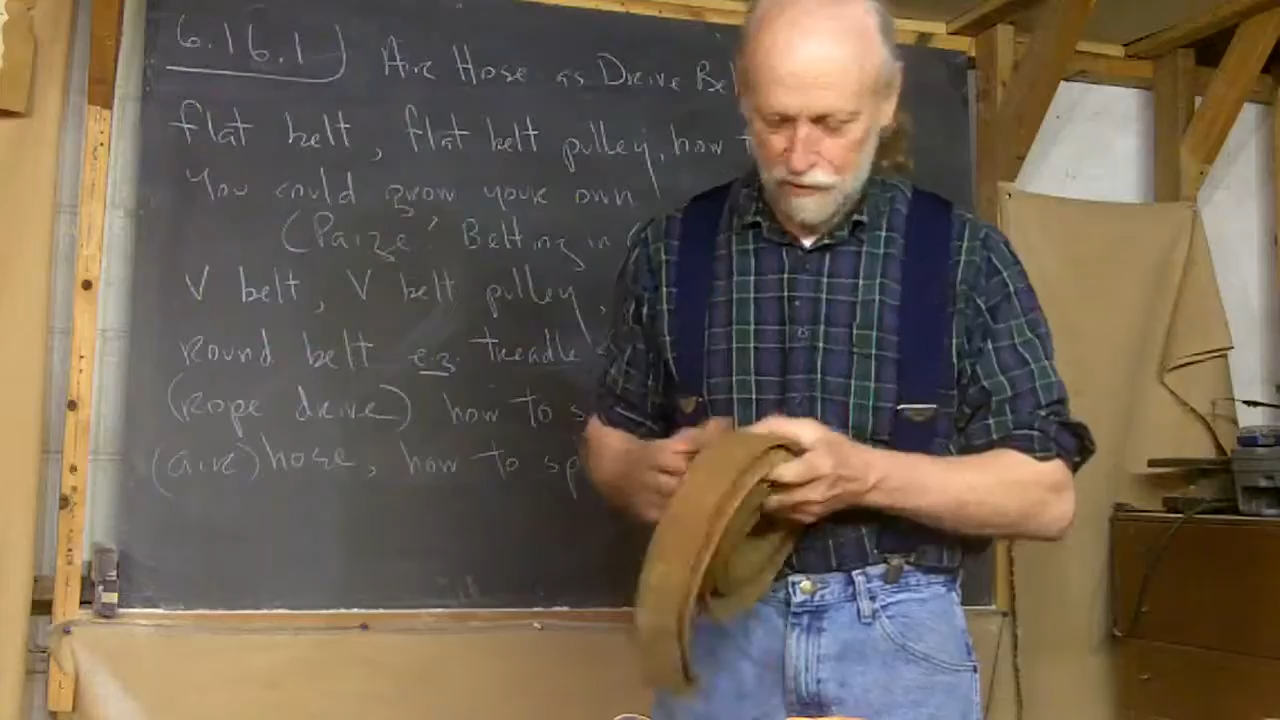 6.16.1) Air Hose as Drive Be
flat belt, flat belt pulley, how
You could grow your own
("Paize" Belting in
V belt, V belt pulley,
round belt e.g. treadle
(rope drive) how to s
(air) hose, how to sp